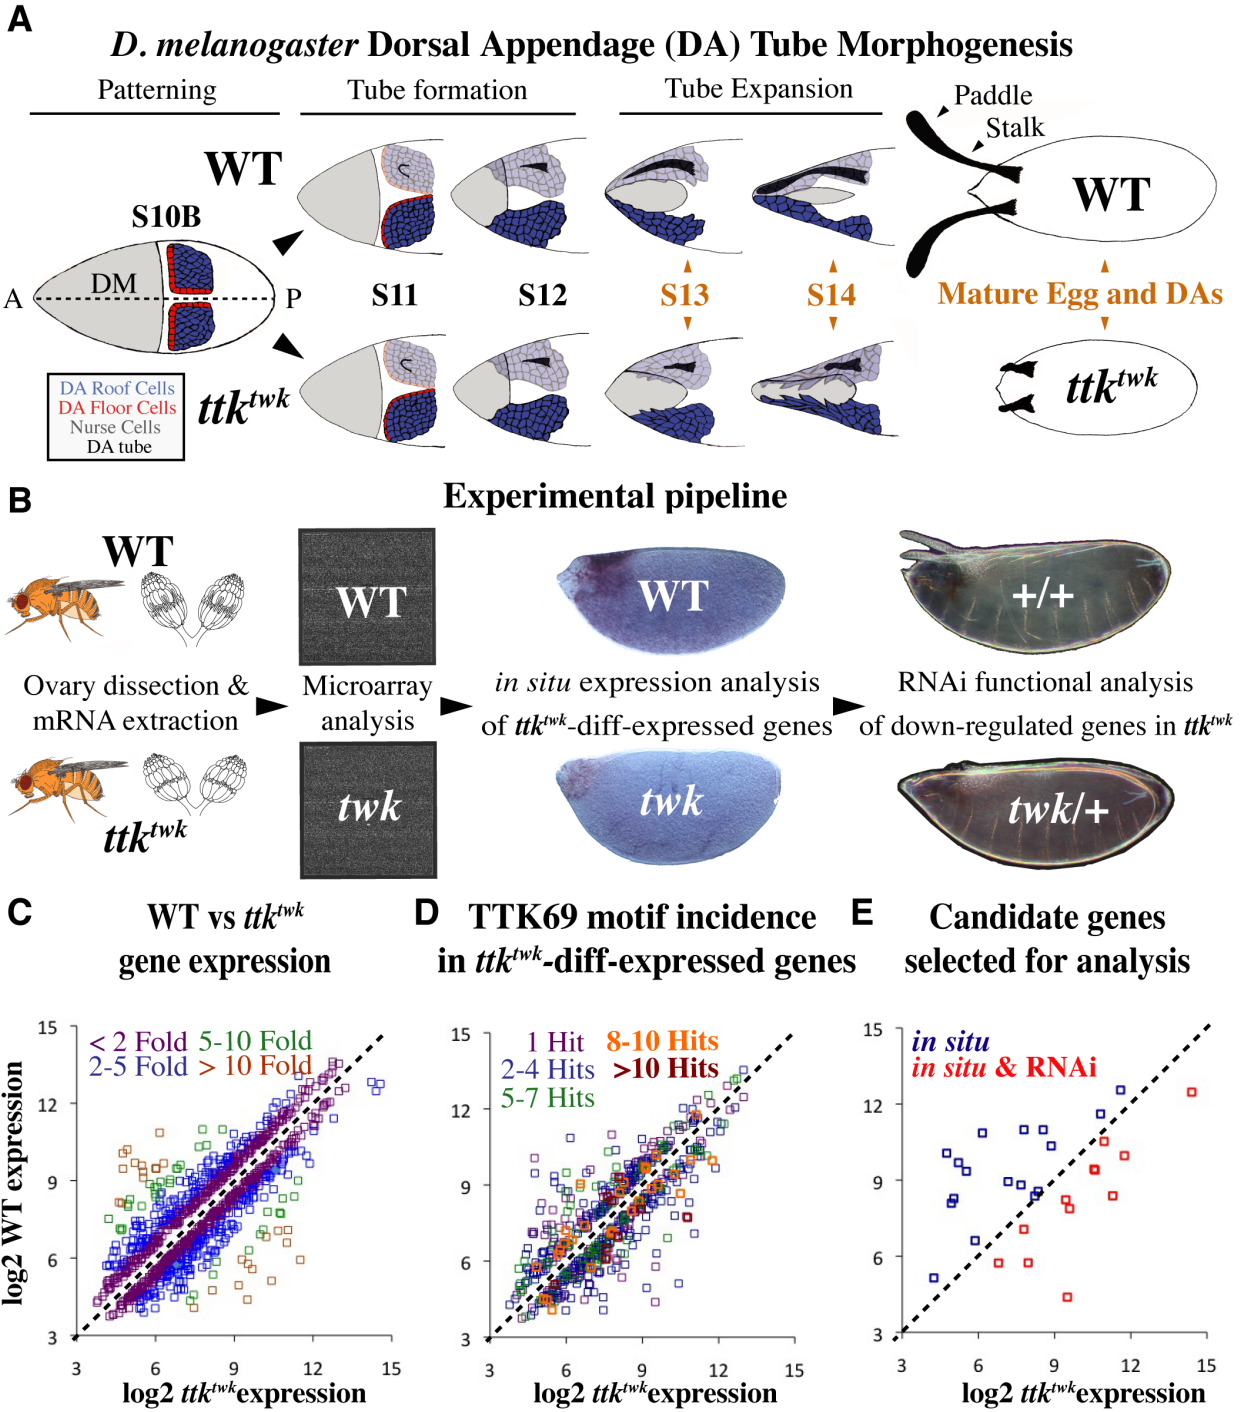 A
D. melanogaster Dorsal Appendage (DA) Tube Morphogenesis
Patterning
Tube formation
Tube Expansion
Paddle
Stalk
WT
WT
S10B
DM
A
P
S11
S12
S13
S14
Mature Egg and DAs
DA Roof Cells
DA Floor Cells
Nurse Cells
DA tube
ttktwk
ttktwk
B
Experimental pipeline
WT
WT
WT
+/+
Ovary dissection &
mRNA extraction
Microarray
analysis
in situ expression analysis
of ttktwk-diff-expressed genes
RNAi functional analysis
of down-regulated genes in ttktwk
ttktwk
twk
twk
twk/+
C
WT vs ttktwk
gene expression
< 2 Fold
5-10 Fold
2-5 Fold
> 10 Fold
log2 WT expression
15
12
9
6
3
3
6
9
12
15
log2 ttktwk expression
D
TTK69 motif incidence
in ttktwk-diff-expressed genes
1 Hit
8-10 Hits
2-4 Hits
>10 Hits
5-7 Hits
15
12
9
6
3
3
6
9
12
15
log2 ttktwk expression
E
Candidate genes
selected for analysis
in situ
in situ & RNAi
15
12
9
6
3
3
6
9
12
15
log2 ttktwk expression